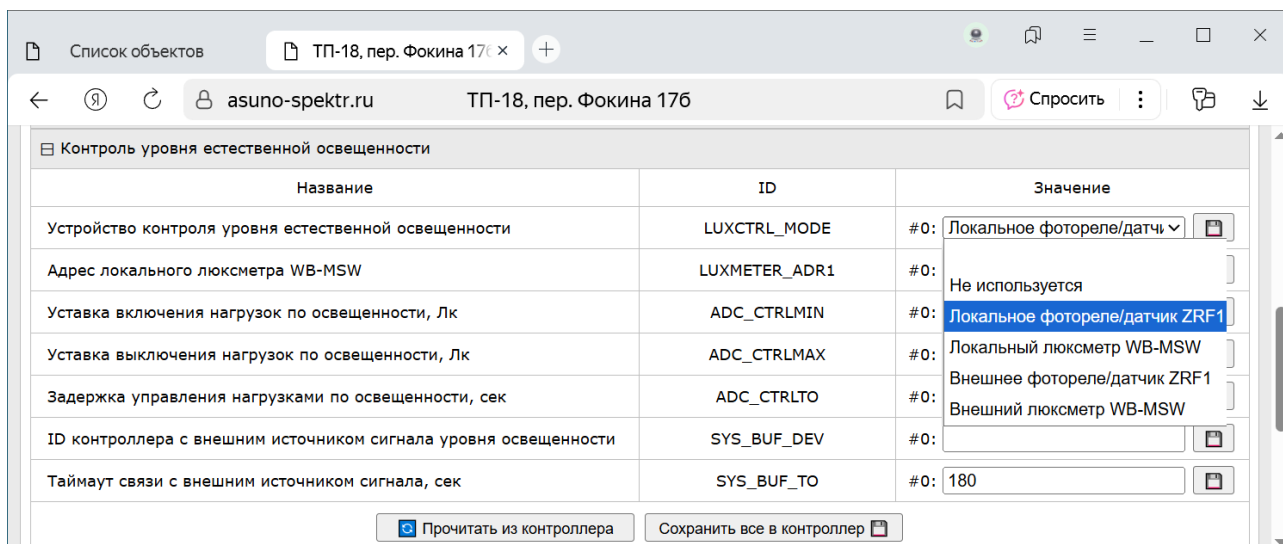 Список объектов
ТП-18, пер. Фокина 17б
asuno-spektr.ru ТП-18, пер. Фокина 17б Спросить
Контроль уровня естественной освещенности
Название ID Значение
Устройство контроля уровня естественной освещенности LUXCTRL_MODE #0: Локальное фотореле/датчи
Адрес локального люксметра WB-MSW LUXMETER_ADR1 #0:
Не используется
Уставка включения нагрузок по освещенности, Лк ADC_CTRLMIN #0:
Локальное фотореле/датчик ZRF1
Уставка выключения нагрузок по освещенности, Лк ADC_CTRLMAX #0:
Локальный люксметр WB-MSW
Внешнее фотореле/датчик ZRF1
Задержка управления нагрузками по освещенности, сек ADC_CTRLTO #0:
Внешний люксметр WB-MSW
ID контроллера с внешним источником сигнала уровня освещенности SYS_BUF_DEV #0:
Таймаут связи с внешним источником сигнала, сек SYS_BUF_TO #0: 180
Прочитать из контроллера Сохранить все в контроллер